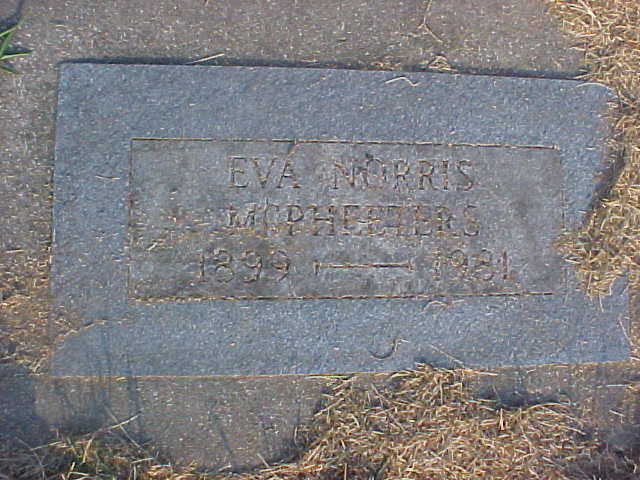 EVA NORRIS
MCPHEETERS
1899 — 1981